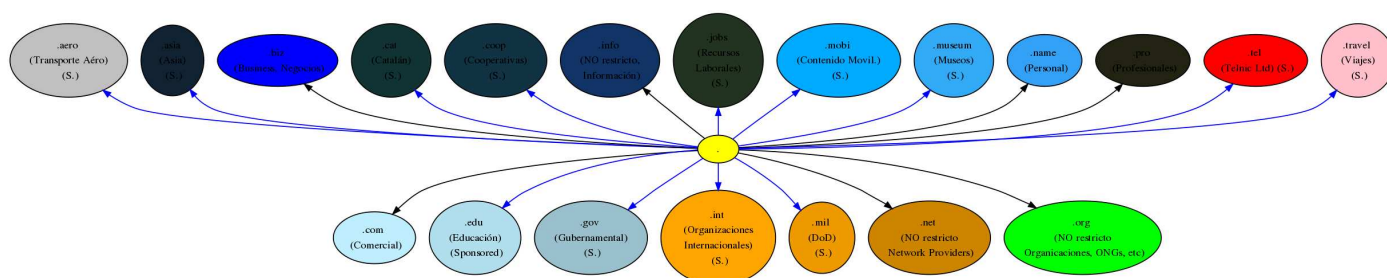 .aero
(Transporte Aéro)
(S.)
.asia
(Asia)
(S.)
.biz
(Business, Negocios)
.cat
(Catalán)
(S.)
.coop
(Cooperativas)
(S.)
.info
(NO restricto,
Información)
.jobs
(Recursos
Laborales)
(S.)
.mobi
(Contenido Movil.)
(S.)
.museum
(Museos)
(S.)
.name
(Personal)
.pro
(Profesionales)
.tel
(Telnic Ltd) (S.)
.travel
(Viajes)
(S.)
.
.com
(Comercial)
.edu
(Educación)
(Sponsored)
.gov
(Gubernamental)
(S.)
.int
(Organizaciones
Internacionales)
(S.)
.mil
(DoD)
(S.)
.net
(NO restricto
Network Providers)
.org
(NO restricto
Organicaciones, ONGs, etc)